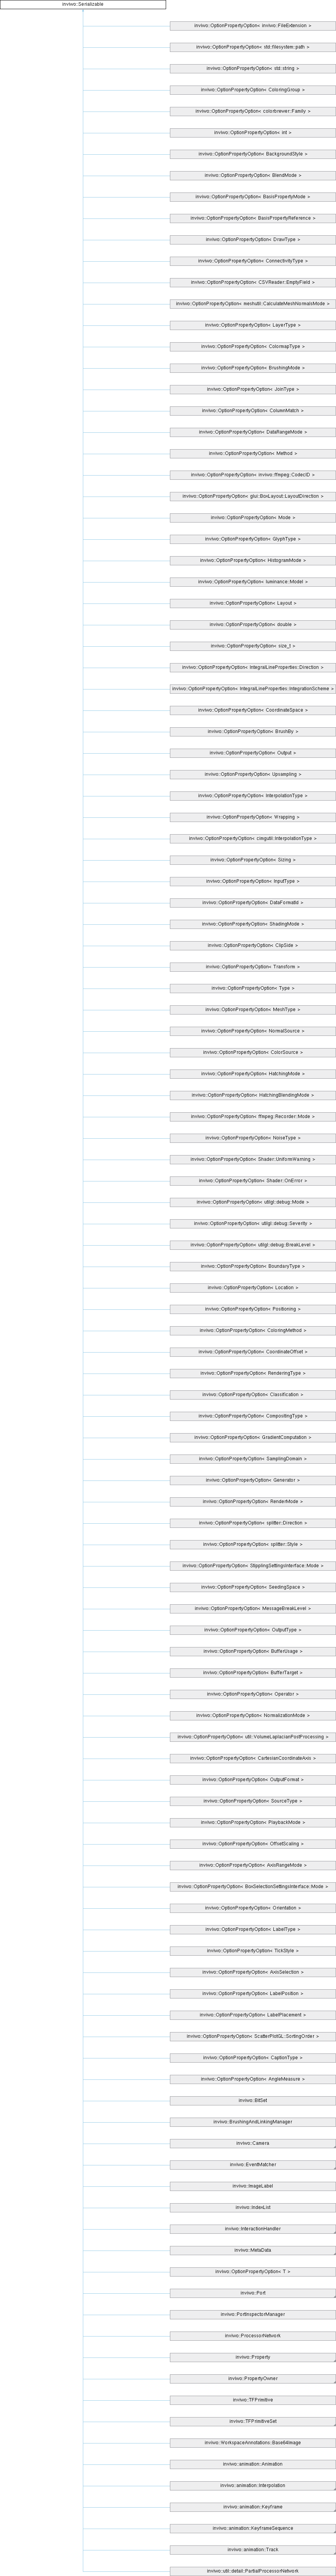 inviwo::Serializable
inviwo::OptionPropertyOption< inviwo::FileExtension >
inviwo::OptionPropertyOption< std::filesystem::path >
inviwo::OptionPropertyOption< std::string >
inviwo::OptionPropertyOption< ColoringGroup >
inviwo::OptionPropertyOption< colorbrewer::Family >
inviwo::OptionPropertyOption< int >
inviwo::OptionPropertyOption< BackgroundStyle >
inviwo::OptionPropertyOption< BlendMode >
inviwo::OptionPropertyOption< BasisPropertyMode >
inviwo::OptionPropertyOption< BasisPropertyReference >
inviwo::OptionPropertyOption< DrawType >
inviwo::OptionPropertyOption< ConnectivityType >
inviwo::OptionPropertyOption< CSVReader::EmptyField >
inviwo::OptionPropertyOption< meshutil::CalculateMeshNormalsMode >
inviwo::OptionPropertyOption< LayerType >
inviwo::OptionPropertyOption< ColormapType >
inviwo::OptionPropertyOption< BrushingMode >
inviwo::OptionPropertyOption< JoinType >
inviwo::OptionPropertyOption< ColumnMatch >
inviwo::OptionPropertyOption< DataRangeMode >
inviwo::OptionPropertyOption< Method >
inviwo::OptionPropertyOption< inviwo::ffmpeg::CodecID >
inviwo::OptionPropertyOption< glui::BoxLayout::LayoutDirection >
inviwo::OptionPropertyOption< Mode >
inviwo::OptionPropertyOption< GlyphType >
inviwo::OptionPropertyOption< HistogramMode >
inviwo::OptionPropertyOption< luminance::Model >
inviwo::OptionPropertyOption< Layout >
inviwo::OptionPropertyOption< double >
inviwo::OptionPropertyOption< size_t >
inviwo::OptionPropertyOption< IntegralLineProperties::Direction >
inviwo::OptionPropertyOption< IntegralLineProperties::IntegrationScheme >
inviwo::OptionPropertyOption< CoordinateSpace >
inviwo::OptionPropertyOption< BrushBy >
inviwo::OptionPropertyOption< Output >
inviwo::OptionPropertyOption< Upsampling >
inviwo::OptionPropertyOption< InterpolationType >
inviwo::OptionPropertyOption< Wrapping >
inviwo::OptionPropertyOption< cimgutil::InterpolationType >
inviwo::OptionPropertyOption< Sizing >
inviwo::OptionPropertyOption< InputType >
inviwo::OptionPropertyOption< DataFormatId >
inviwo::OptionPropertyOption< ShadingMode >
inviwo::OptionPropertyOption< ClipSide >
inviwo::OptionPropertyOption< Transform >
inviwo::OptionPropertyOption< Type >
inviwo::OptionPropertyOption< MeshType >
inviwo::OptionPropertyOption< NormalSource >
inviwo::OptionPropertyOption< ColorSource >
inviwo::OptionPropertyOption< HatchingMode >
inviwo::OptionPropertyOption< HatchingBlendingMode >
inviwo::OptionPropertyOption< ffmpeg::Recorder::Mode >
inviwo::OptionPropertyOption< NoiseType >
inviwo::OptionPropertyOption< Shader::UniformWarning >
inviwo::OptionPropertyOption< Shader::OnError >
inviwo::OptionPropertyOption< utilgl::debug::Mode >
inviwo::OptionPropertyOption< utilgl::debug::Severity >
inviwo::OptionPropertyOption< utilgl::debug::BreakLevel >
inviwo::OptionPropertyOption< BoundaryType >
inviwo::OptionPropertyOption< Location >
inviwo::OptionPropertyOption< Positioning >
inviwo::OptionPropertyOption< ColoringMethod >
inviwo::OptionPropertyOption< CoordinateOffset >
inviwo::OptionPropertyOption< RenderingType >
inviwo::OptionPropertyOption< Classification >
inviwo::OptionPropertyOption< CompositingType >
inviwo::OptionPropertyOption< GradientComputation >
inviwo::OptionPropertyOption< SamplingDomain >
inviwo::OptionPropertyOption< Generator >
inviwo::OptionPropertyOption< RenderMode >
inviwo::OptionPropertyOption< splitter::Direction >
inviwo::OptionPropertyOption< splitter::Style >
inviwo::OptionPropertyOption< StipplingSettingsInterface::Mode >
inviwo::OptionPropertyOption< SeedingSpace >
inviwo::OptionPropertyOption< MessageBreakLevel >
inviwo::OptionPropertyOption< OutputType >
inviwo::OptionPropertyOption< BufferUsage >
inviwo::OptionPropertyOption< BufferTarget >
inviwo::OptionPropertyOption< Operator >
inviwo::OptionPropertyOption< NormalizationMode >
inviwo::OptionPropertyOption< util::VolumeLaplacianPostProcessing >
inviwo::OptionPropertyOption< CartesianCoordinateAxis >
inviwo::OptionPropertyOption< OutputFormat >
inviwo::OptionPropertyOption< SourceType >
inviwo::OptionPropertyOption< PlaybackMode >
inviwo::OptionPropertyOption< OffsetScaling >
inviwo::OptionPropertyOption< AxisRangeMode >
inviwo::OptionPropertyOption< BoxSelectionSettingsInterface::Mode >
inviwo::OptionPropertyOption< Orientation >
inviwo::OptionPropertyOption< LabelType >
inviwo::OptionPropertyOption< TickStyle >
inviwo::OptionPropertyOption< AxisSelection >
inviwo::OptionPropertyOption< LabelPosition >
inviwo::OptionPropertyOption< LabelPlacement >
inviwo::OptionPropertyOption< ScatterPlotGL::SortingOrder >
inviwo::OptionPropertyOption< CaptionType >
inviwo::OptionPropertyOption< AngleMeasure >
inviwo::BitSet
inviwo::BrushingAndLinkingManager
inviwo::Camera
inviwo::EventMatcher
inviwo::ImageLabel
inviwo::IndexList
inviwo::InteractionHandler
inviwo::MetaData
inviwo::OptionPropertyOption< T >
inviwo::Port
inviwo::PortInspectorManager
inviwo::ProcessorNetwork
inviwo::Property
inviwo::PropertyOwner
inviwo::TFPrimitive
inviwo::TFPrimitiveSet
inviwo::WorkspaceAnnotations::Base64Image
inviwo::animation::Animation
inviwo::animation::Interpolation
inviwo::animation::Keyframe
inviwo::animation::KeyframeSequence
inviwo::animation::Track
inviwo::util::detail::PartialProcessorNetwork